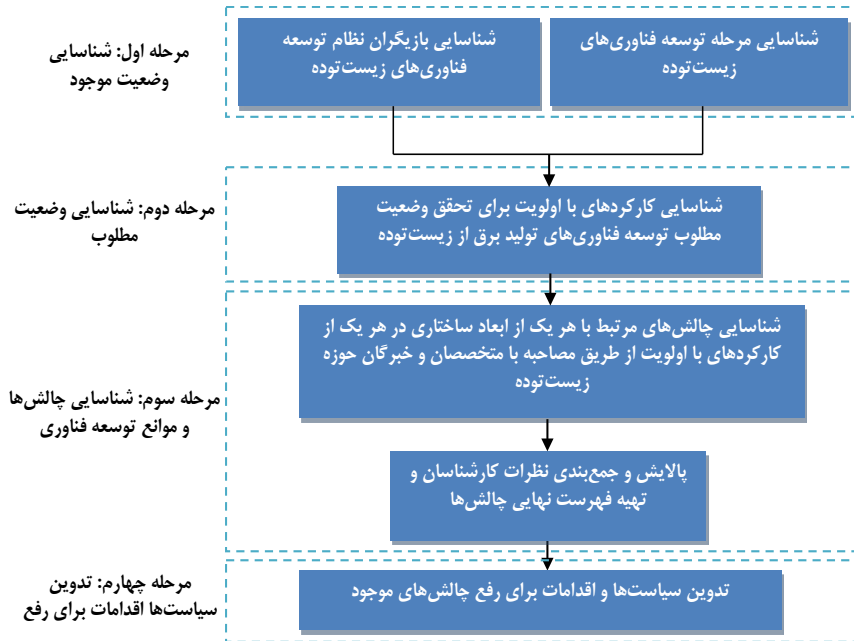 مرحله اول: شناسایی
وضعیت موجود
شناسایی مرحله توسعه فناوری‌های
زیست‌توده
شناسایی بازیگران نظام توسعه
فناوری‌های زیست‌توده
مرحله دوم: شناسایی وضعیت
مطلوب
شناسایی کارکردهای با اولویت برای تحقق وضعیت
مطلوب توسعه فناوری‌های تولید برق از زیست‌توده
مرحله سوم: شناسایی چالش‌ها
و موانع توسعه فناوری
شناسایی چالش‌های مرتبط با هر یک از ابعاد ساختاری در هر یک از
کارکردهای با اولویت از طریق مصاحبه با متخصصان و خبرگان حوزه
زیست‌توده
پالایش و جمع‌بندی نظرات کارشناسان و
تهیه فهرست نهایی چالش‌ها
مرحله چهارم: تدوین
سیاست‌ها اقدامات برای رفع
تدوین سیاست‌ها و اقدامات برای رفع چالش‌های موجود